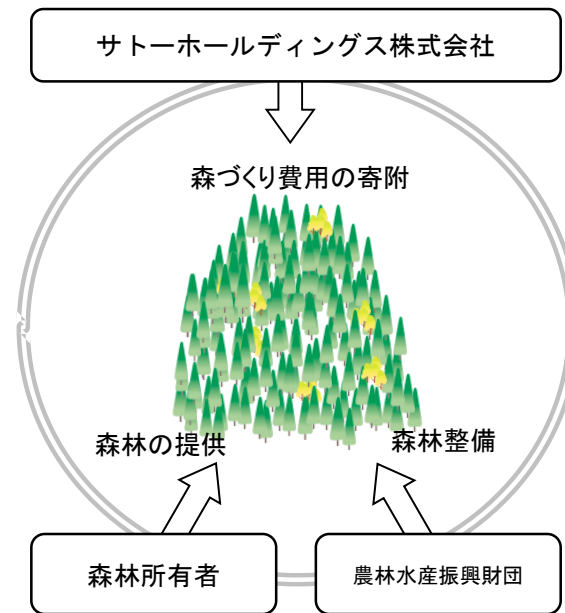 サトーホールディングス株式会社
森づくり費用の寄附
森林の提供
森林整備
森林所有者
農林水産振興財団